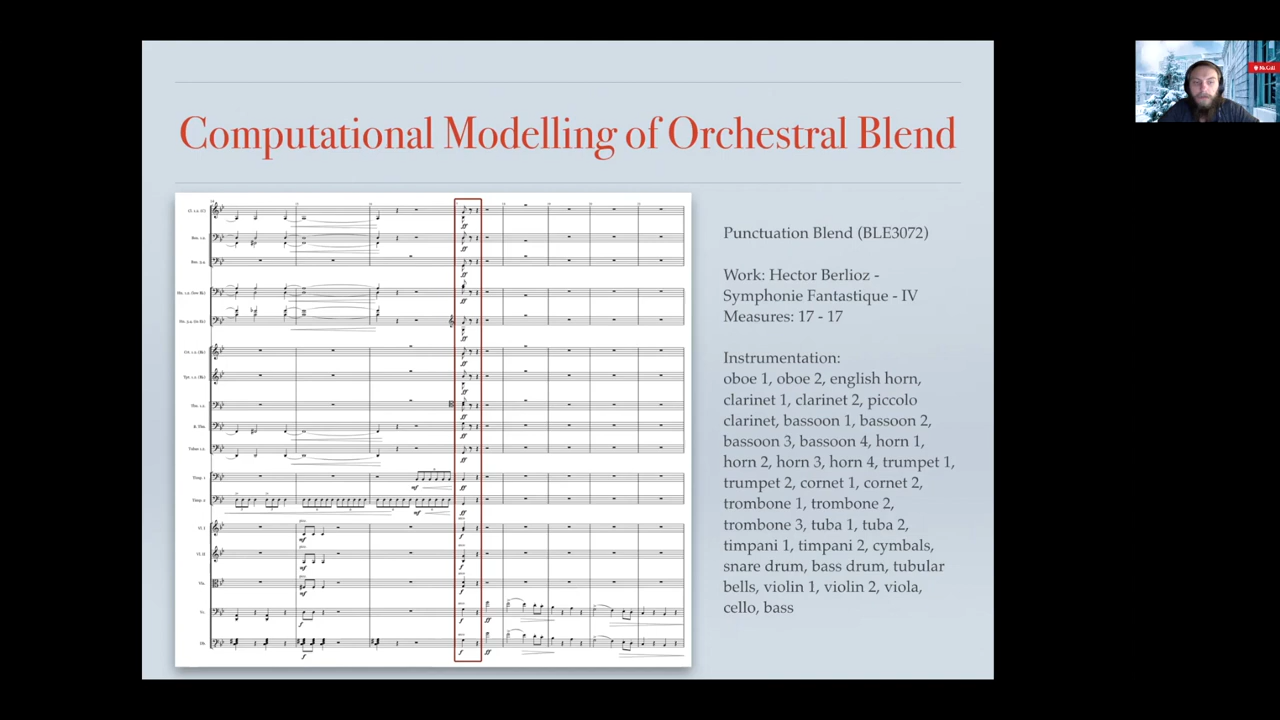 Computational Modelling of Orchestral Blend
Punctuation Blend (BLE3072)
Work: Hector Berlioz -
Symphonie Fantastique - IV
Measures: 17 - 17
Instrumentation:
oboe 1, oboe 2, english horn,
clarinet 1, clarinet 2, piccolo
clarinet, bassoon 1, bassoon 2,
bassoon 3, bassoon 4, horn 1,
horn 2, horn 3, horn 4, trumpet 1,
trumpet 2, cornet 1, cornet 2,
trombone 1, trombone 2,
trombone 3, tuba 1, tuba 2,
timpani 1, timpani 2, cymbals,
snare drum, bass drum, tubular
bells, violin 1, violin 2, viola,
cello, bass